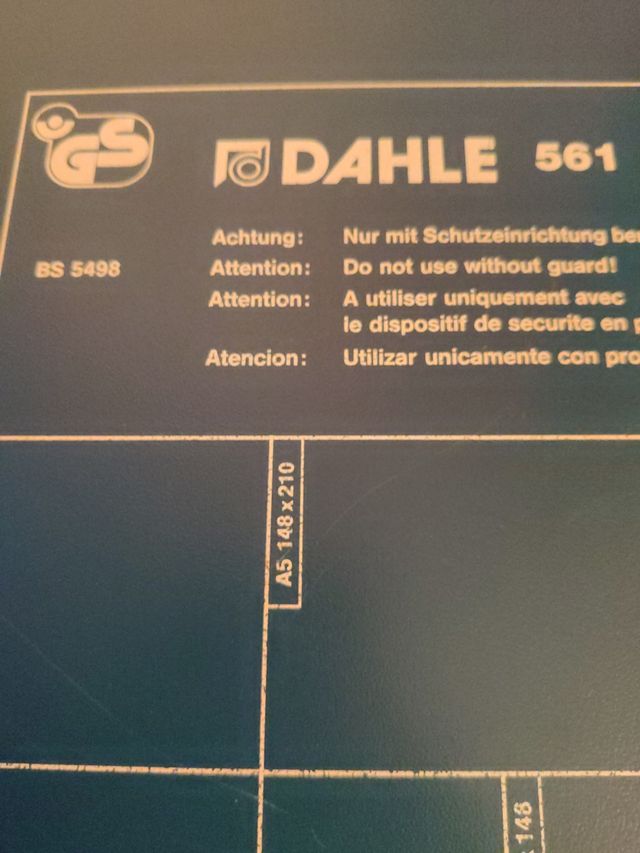 GS
DAHLE 561
Achtung: Nur mit Schutzeinrichtung
BS 5498
Attention: Do not use without guard!
Attention: A utiliser uniquement avec
le dispositif de securite en
Atencion: Utilizar unicamente con
A5 148 x 210
x 148